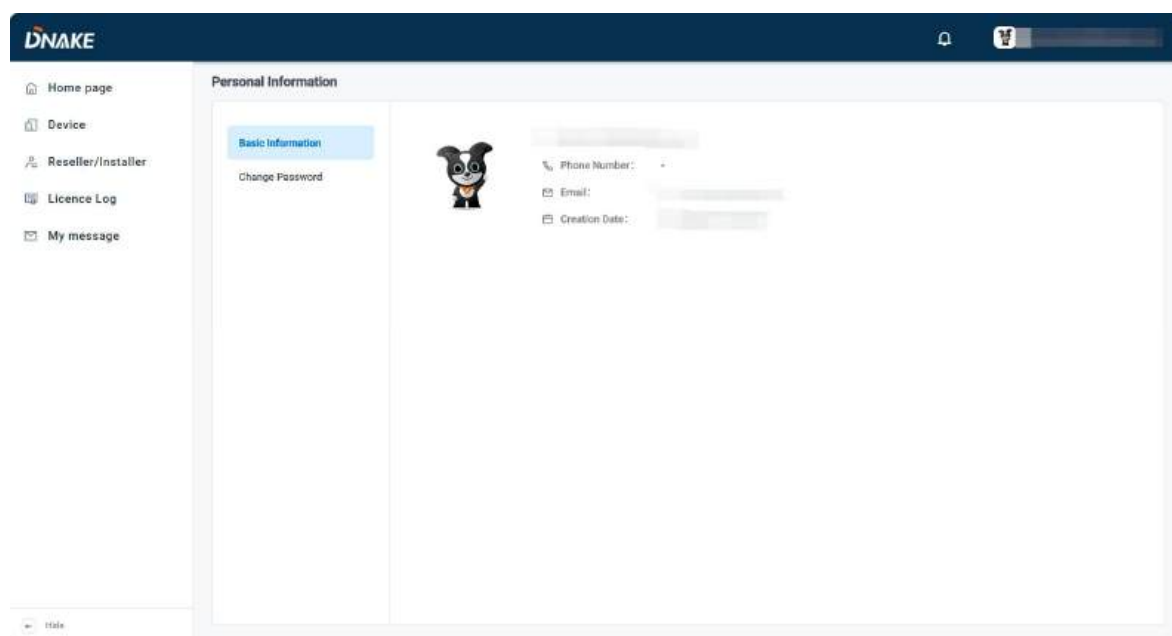 DNAKE
Home page
Device
Reseller/Installer
Licence Log
My message
Hide
Personal Information
Basic Information
Change Password
Phone Number: -
Email:
Creation Date: